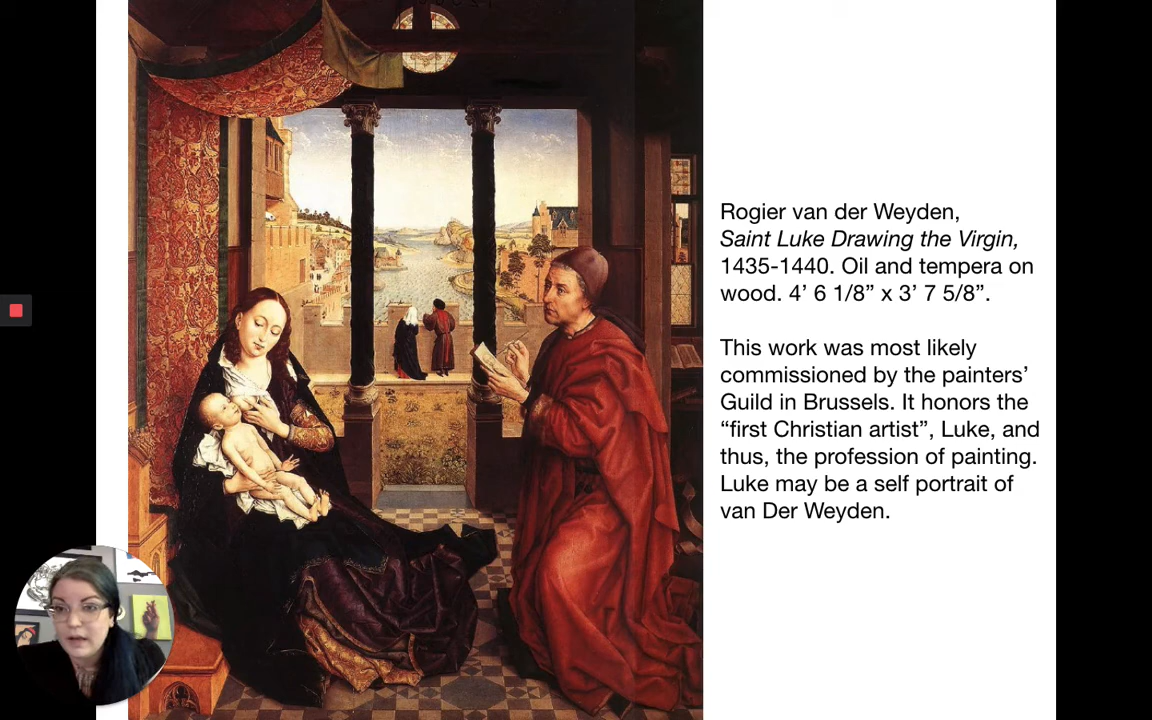 Rogier van der Weyden,
Saint Luke Drawing the Virgin,
1435-1440. Oil and tempera on
wood. 4’ 6 1/8” x 3’ 7 5/8”.
This work was most likely
commissioned by the painters’
Guild in Brussels. It honors the
“first Christian artist”, Luke, and
thus, the profession of painting.
Luke may be a self portrait of
van Der Weyden.